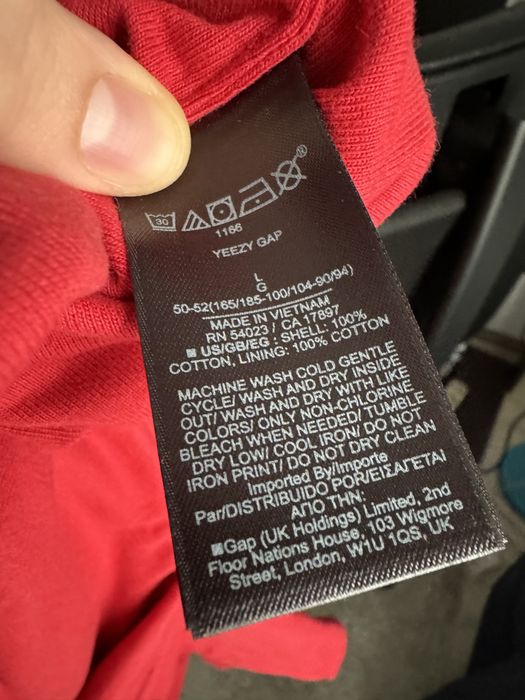 30
®
1166
YEEZY GAP
L
G
50-52(165/185-100/104-90/94)
MADE IN VIETNAM
RN 54023 / CA 17897
US/GB/EG : SHELL: 100%
COTTON, LINING: 100% COTTON
MACHINE WASH COLD GENTLE
CYCLE/ WASH AND DRY INSIDE
OUT/ WASH AND DRY WITH LIKE
COLORS/ ONLY NON-CHLORINE
BLEACH WHEN NEEDED/ TUMBLE
DRY LOW/ COOL IRON/ DO NOT
IRON PRINT/ DO NOT DRY CLEAN
Imported By/Importe
Par/DISTRIBUIDO POR/ΕΙΣΑΓΕΤΑΙ
ΑΠΟ ΤΗΝ:
Gap (UK Holdings) Limited, 2nd
Floor Nations House, 103 Wigmore
Street, London, W1U 1QS, UK